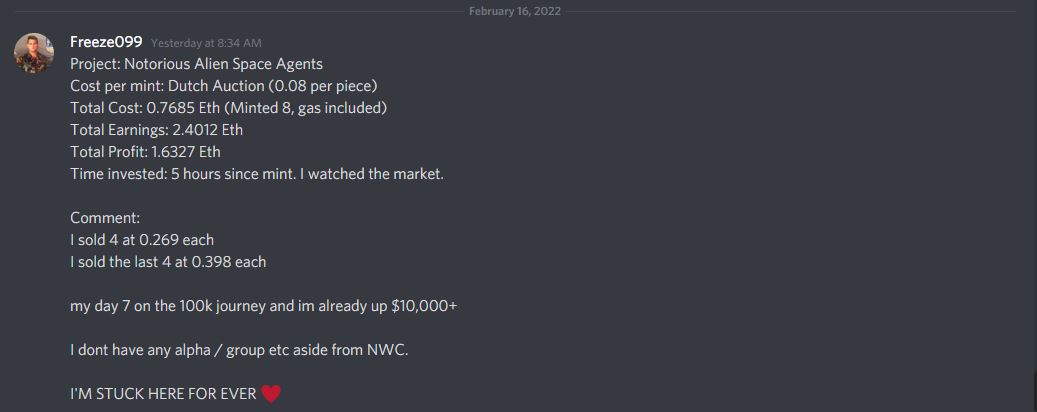 February 16, 2022
Freeze099 Yesterday at 8:34 AM
Project: Notorious Alien Space Agents
Cost per mint: Dutch Auction (0.08 per piece)
Total Cost: 0.7685 Eth (Minted 8, gas included)
Total Earnings: 2.4012 Eth
Total Profit: 1.6327 Eth
Time invested: 5 hours since mint. I watched the market.
Comment:
I sold 4 at 0.269 each
I sold the last 4 at 0.398 each
my day 7 on the 100k journey and im already up $10,000+
I dont have any alpha / group etc aside from NWC.
I'M STUCK HERE FOR EVER ❤️